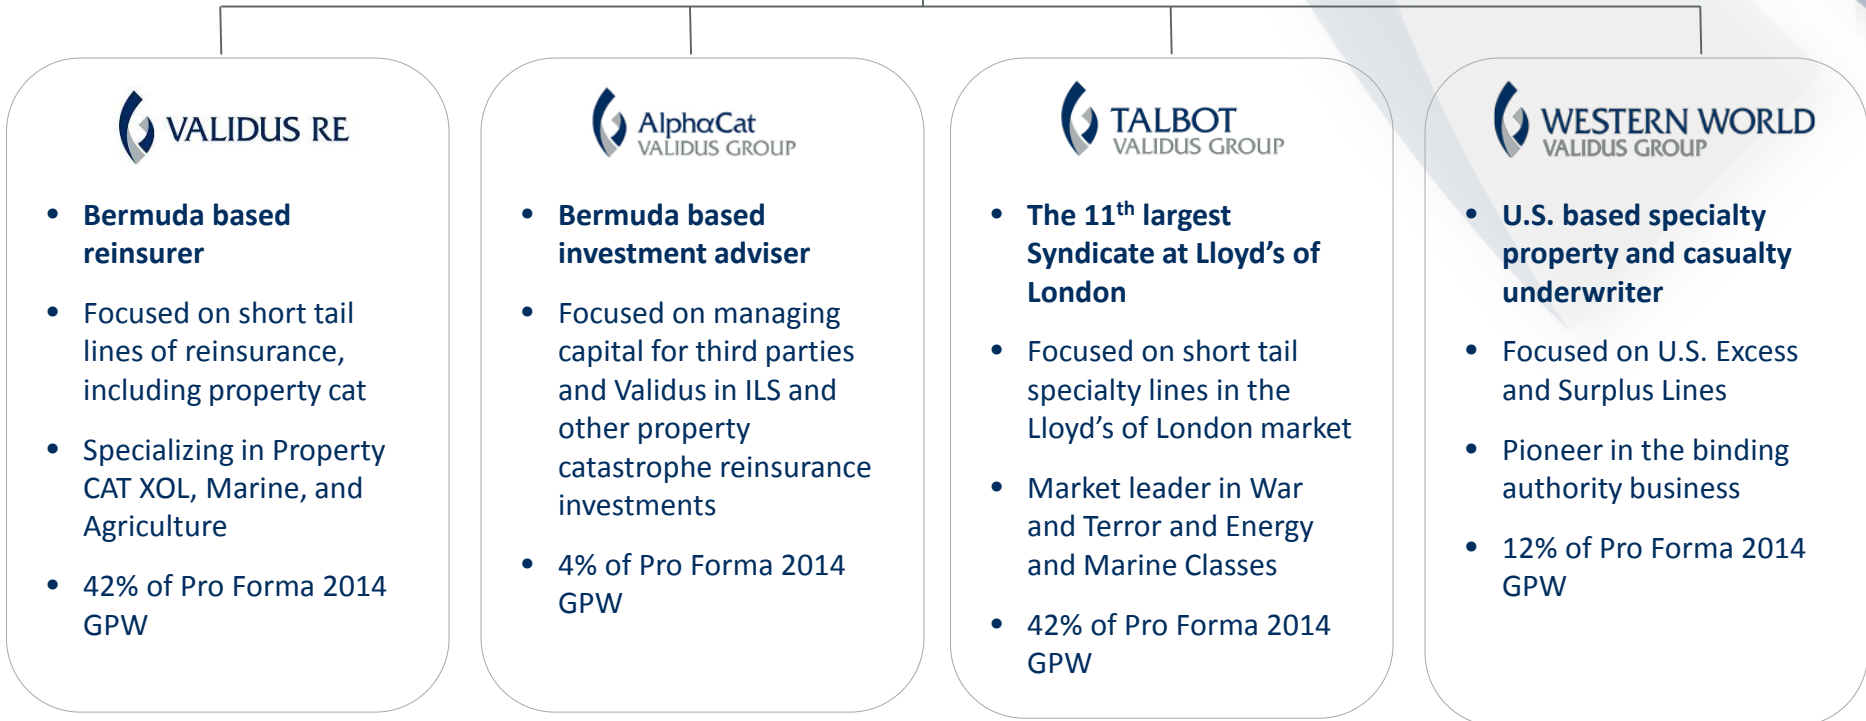 VALIDUS RE
• Bermuda based
reinsurer
• Focused on short tail
lines of reinsurance,
including property cat
• Specializing in Property
CAT XOL, Marine, and
Agriculture
• 42% of Pro Forma 2014
GPW
AlphαCat
VALIDUS GROUP
• Bermuda based
investment adviser
• Focused on managing
capital for third parties
and Validus in ILS and
other property
catastrophe reinsurance
investments
• 4% of Pro Forma 2014
GPW
TALBOT
VALIDUS GROUP
• The 11th largest
Syndicate at Lloyd’s of
London
• Focused on short tail
specialty lines in the
Lloyd’s of London market
• Market leader in War
and Terror and Energy
and Marine Classes
• 42% of Pro Forma 2014
GPW
WESTERN WORLD
VALIDUS GROUP
• U.S. based specialty
property and casualty
underwriter
• Focused on U.S. Excess
and Surplus Lines
• Pioneer in the binding
authority business
• 12% of Pro Forma 2014
GPW